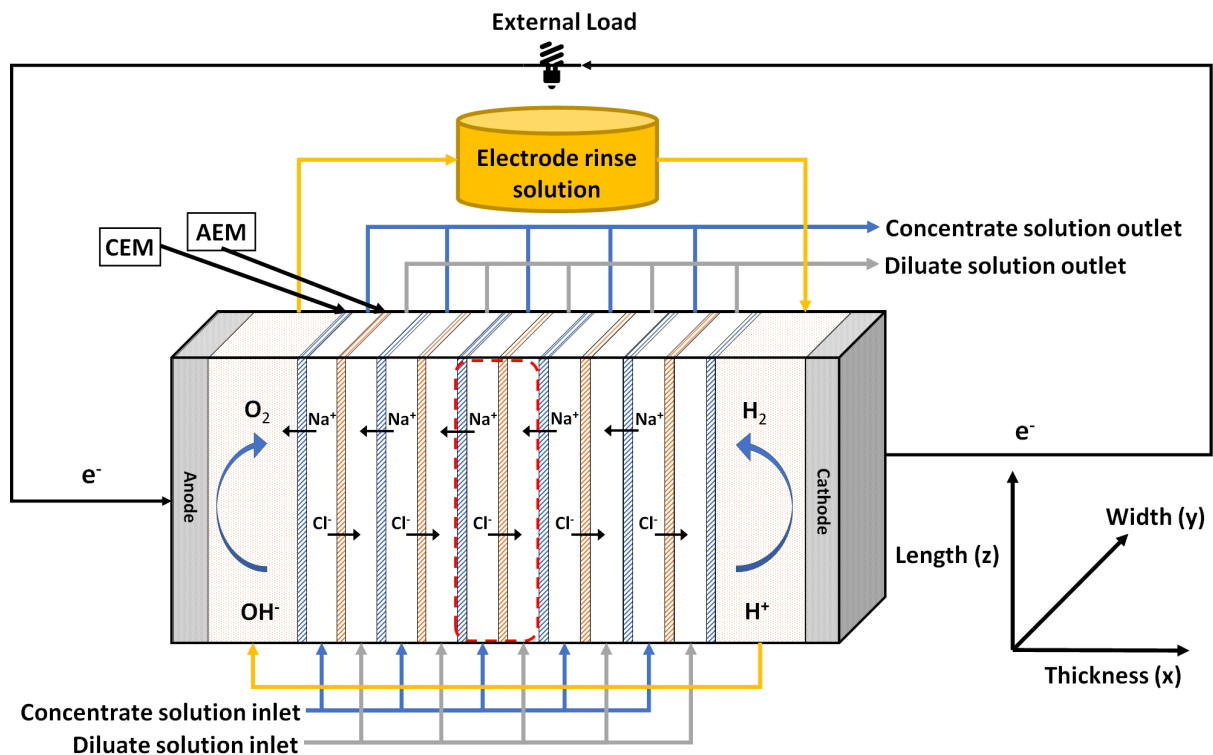 External Load
Electrode rinse
solution
AEM
CEM
Concentrate solution outlet
Diluate solution outlet
O₂
Na⁺
Na⁺
Na⁺
Na⁺
Na⁺
H₂
e⁻
e⁻
Anode
Cathode
Cl⁻
Cl⁻
Cl⁻
Cl⁻
Cl⁻
OH⁻
H⁺
Width (y)
Length (z)
Thickness (x)
Concentrate solution inlet
Diluate solution inlet